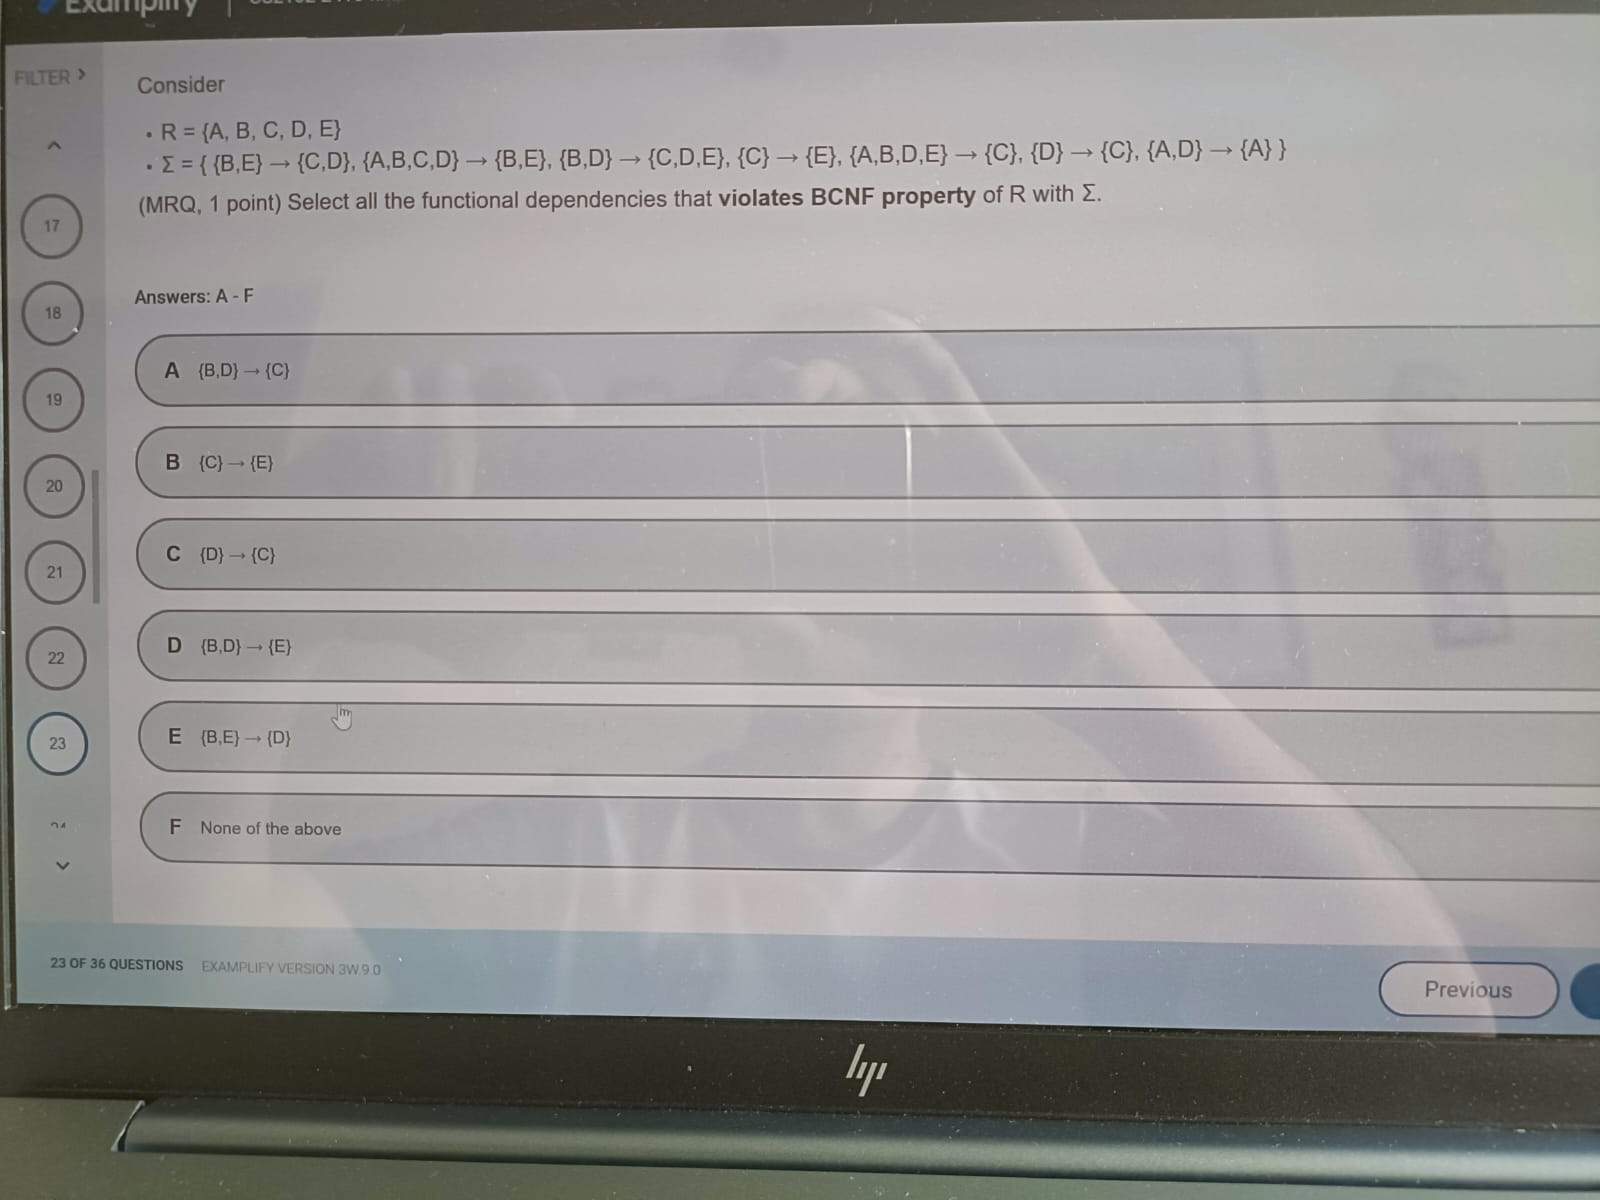 Examplify
FILTER >
Consider
• R = {A, B, C, D, E}
• Σ = { {B,E} → {C,D}, {A,B,C,D} → {B,E}, {B,D} → {C,D,E}, {C} → {E}, {A,B,D,E} → {C}, {D} → {C}, {A,D} → {A} }
(MRQ, 1 point) Select all the functional dependencies that violates BCNF property of R with Σ.
17
18
19
20
21
22
23
Answers: A - F
A {B,D} → {C}
B {C} → {E}
C {D} → {C}
D {B,D} → {E}
E {B,E} → {D}
F None of the above
23 OF 36 QUESTIONS EXAMPLIFY VERSION 3W.9.0
Previous
hp